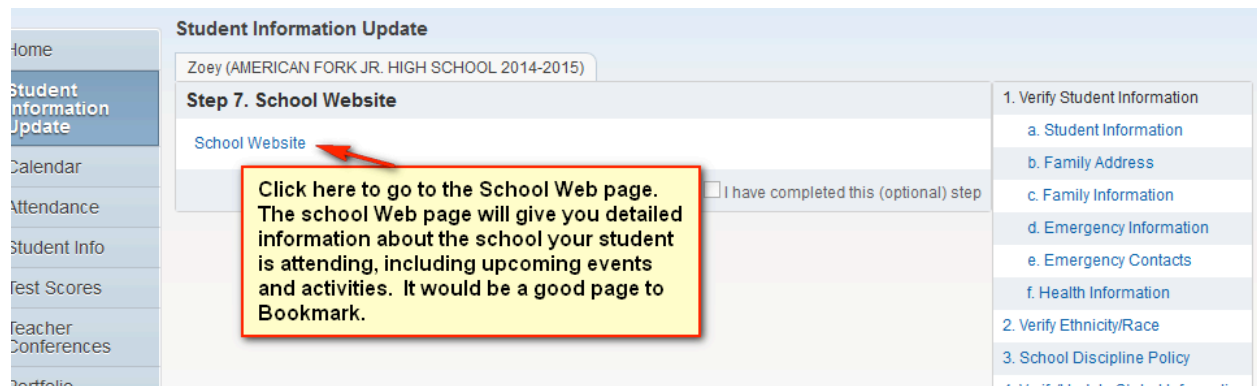 Student Information Update
Home
Student
Information
Update
Calendar
Attendance
Student Info
Test Scores
Teacher
Conferences
Portfolio
Zoey (AMERICAN FORK JR. HIGH SCHOOL 2014-2015)
Step 7. School Website
School Website
Click here to go to the School Web page.
The school Web page will give you detailed
information about the school your student
is attending, including upcoming events
and activities.  It would be a good page to
Bookmark.
I have completed this (optional) step
1. Verify Student Information
a. Student Information
b. Family Address
c. Family Information
d. Emergency Information
e. Emergency Contacts
f. Health Information
2. Verify Ethnicity/Race
3. School Discipline Policy